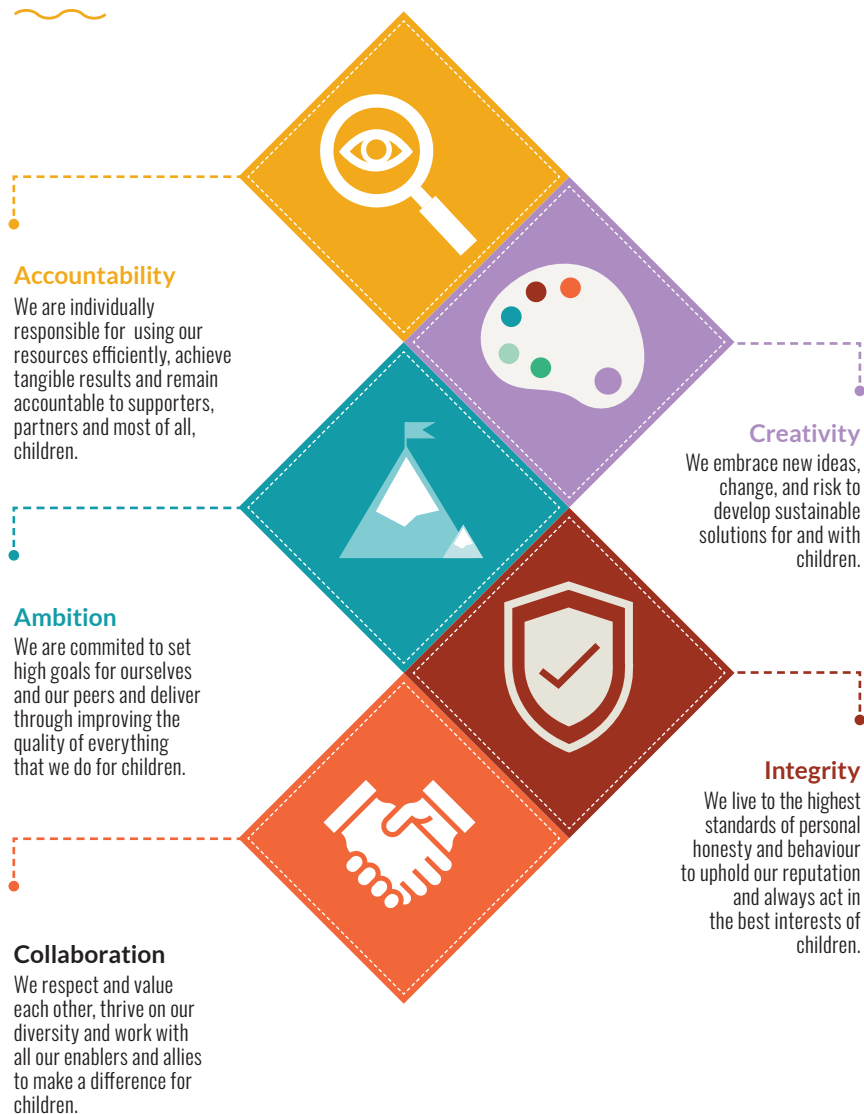 Accountability
We are individually
responsible for  using our
resources efficiently, achieve
tangible results and remain
accountable to supporters,
partners and most of all,
children.
Creativity
We embrace new ideas,
change, and risk to
develop sustainable
solutions for and with
children.
Ambition
We are commited to set
high goals for ourselves
and our peers and deliver
through improving the
quality of everything
that we do for children.
Integrity
We live to the highest
standards of personal
honesty and behaviour
to uphold our reputation
and always act in
the best interests of
children.
Collaboration
We respect and value
each other, thrive on our
diversity and work with
all our enablers and allies
to make a difference for
children.